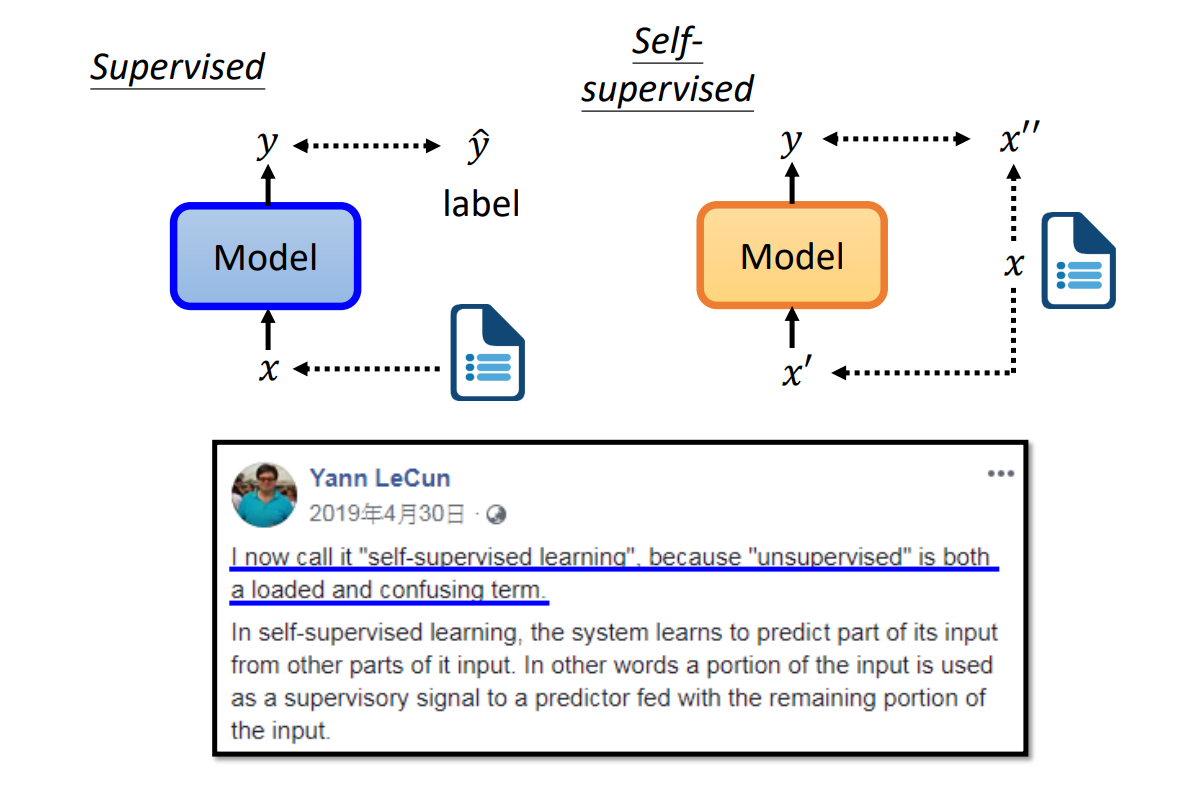 Supervised
Self-
supervised
y
ŷ
label
Model
x
y
x′′
Model
x
x′
Yann LeCun
2019年4月30日 ·
I now call it "self-supervised learning", because "unsupervised" is both
a loaded and confusing term.
In self-supervised learning, the system learns to predict part of its input
from other parts of it input. In other words a portion of the input is used
as a supervisory signal to a predictor fed with the remaining portion of
the input.